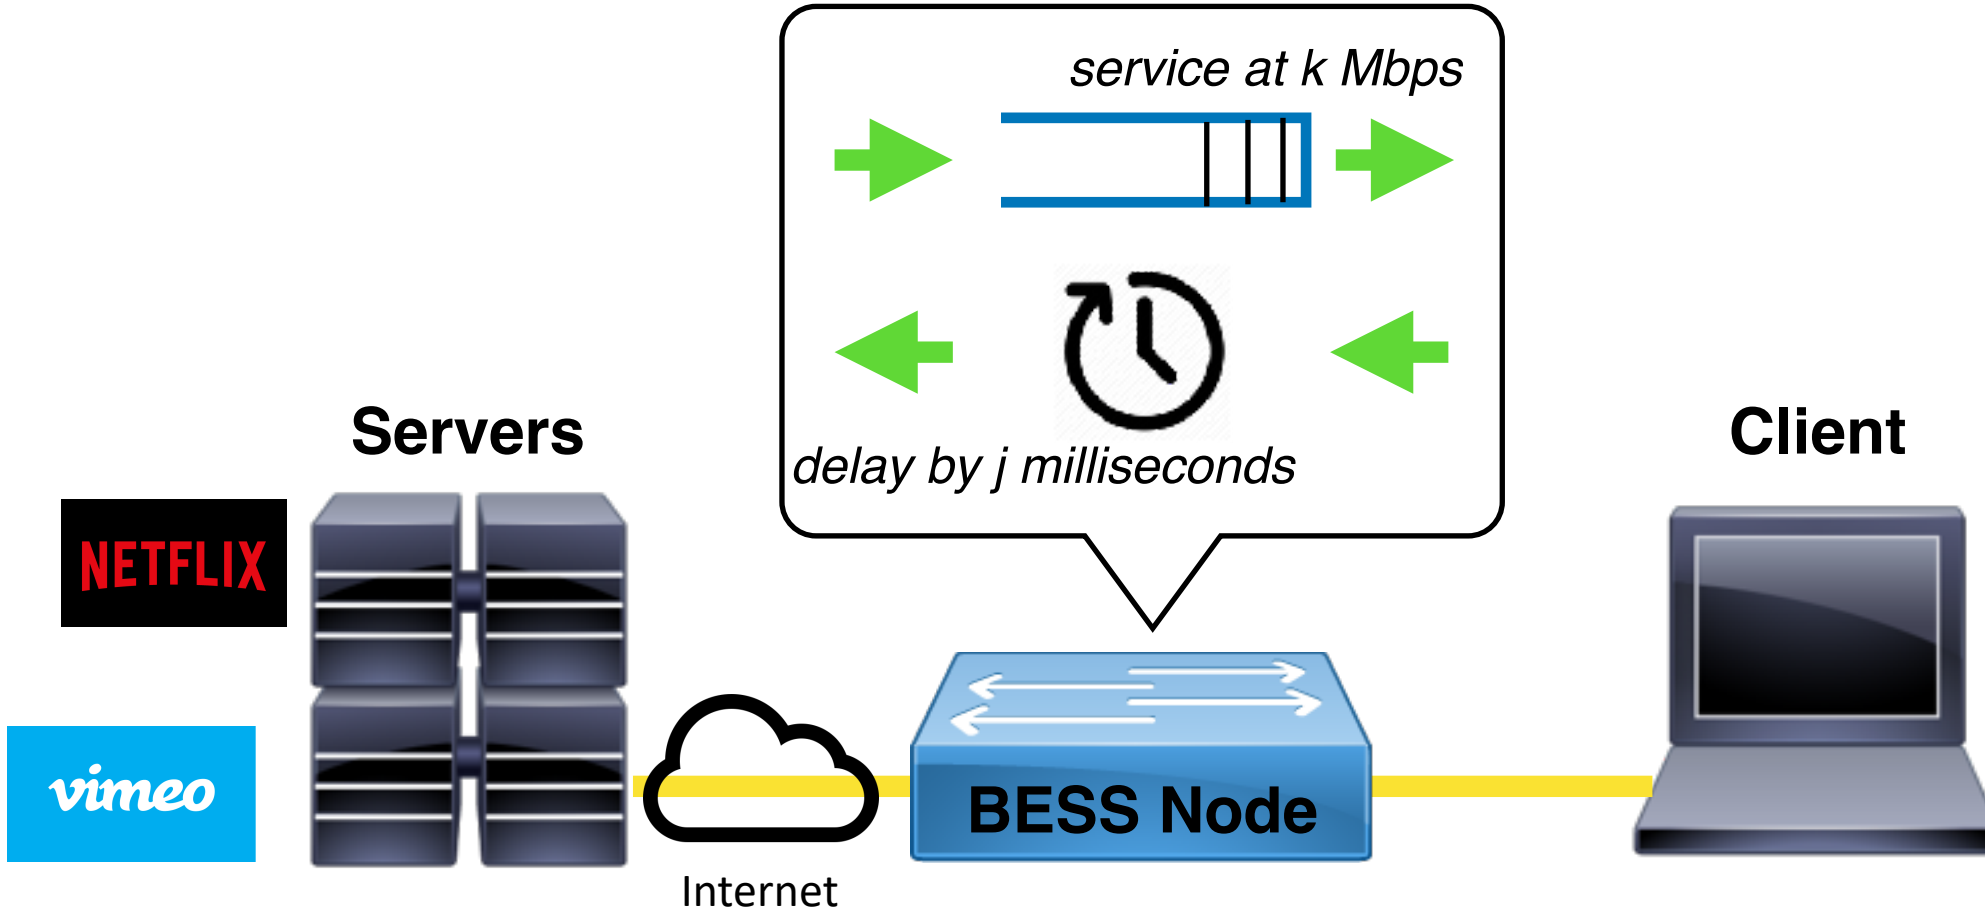 service at k Mbps
delay by j milliseconds
Servers
Client
NETFLIX
vimeo
BESS Node
Internet